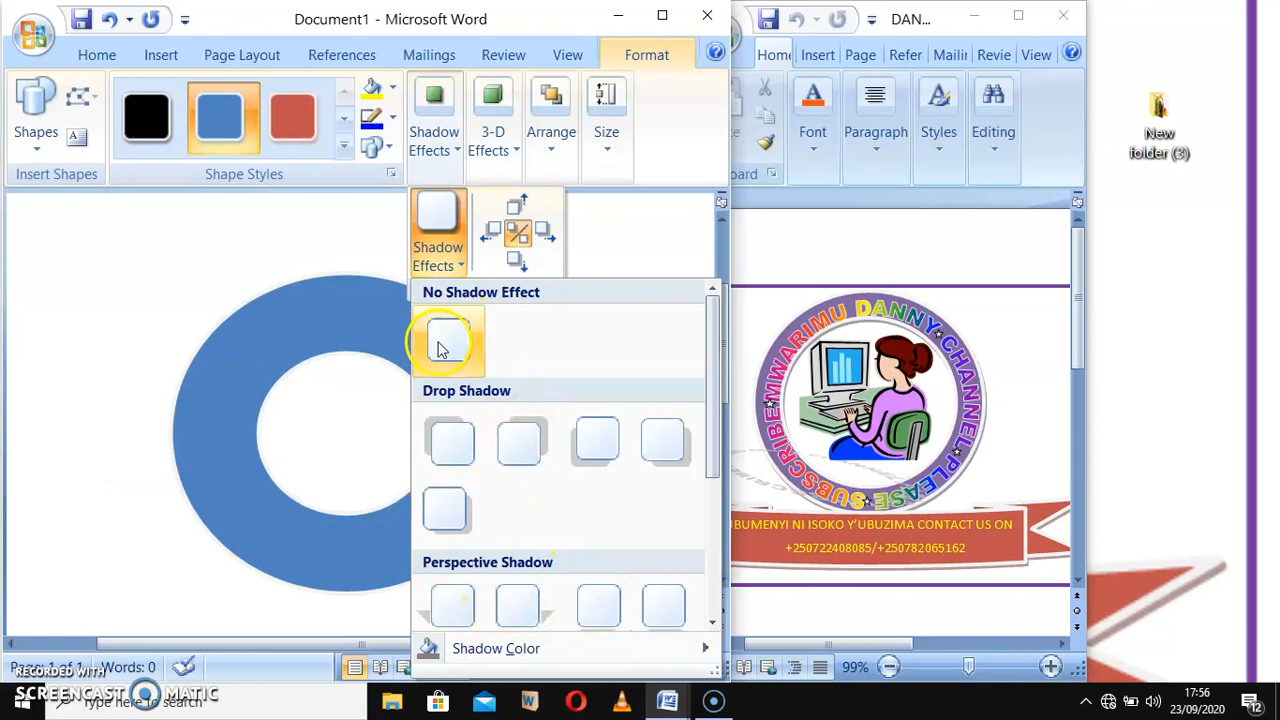 Document1 - Microsoft Word
Home Insert Page Layout References Mailings Review View Format
Shapes
Insert Shapes
Shape Styles
Shadow Effects
3-D Effects
Arrange
Size
Shadow Effects
No Shadow Effect
Drop Shadow
Perspective Shadow
Shadow Color
DAN...
Insert Page Refer Revie View
Font
Paragraph
Styles
Editing
SUBSCRIBE MWARIMU DANNY CHANNEL PLEASE
NI ISOKO Y'UBUZIMA CONTACT US ON
+250722408085/+250782065162
New
folder (3)
Words: 0
99%
RECORDED WITH
SCREENCAST MATIC
Type here to search
17:56
23/09/2020
12